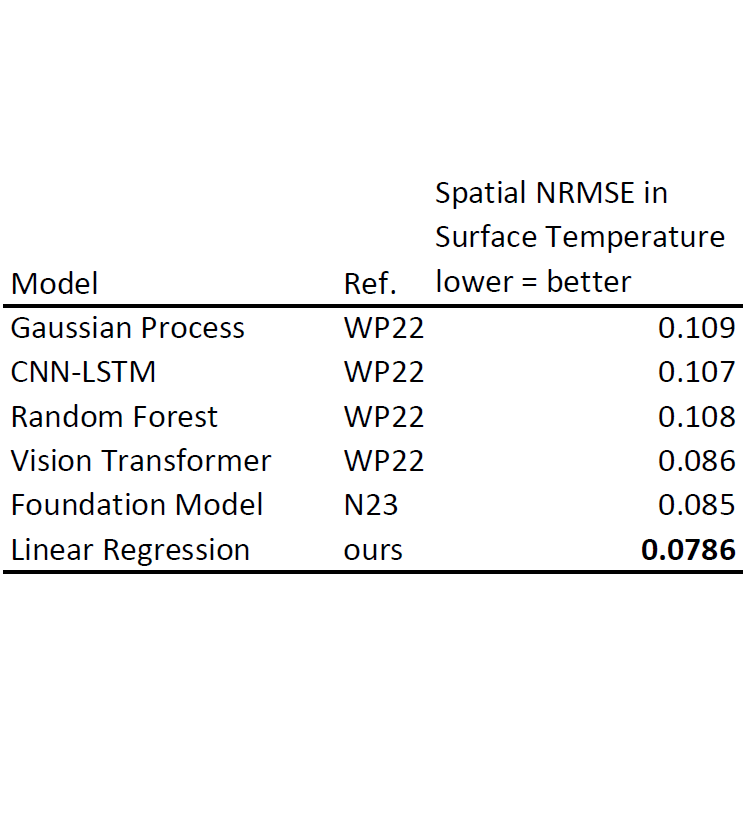 Spatial NRMSE in
Surface Temperature
Model Ref. lower = better
Gaussian Process WP22 0.109
CNN-LSTM WP22 0.107
Random Forest WP22 0.108
Vision Transformer WP22 0.086
Foundation Model N23 0.085
Linear Regression ours 0.0786